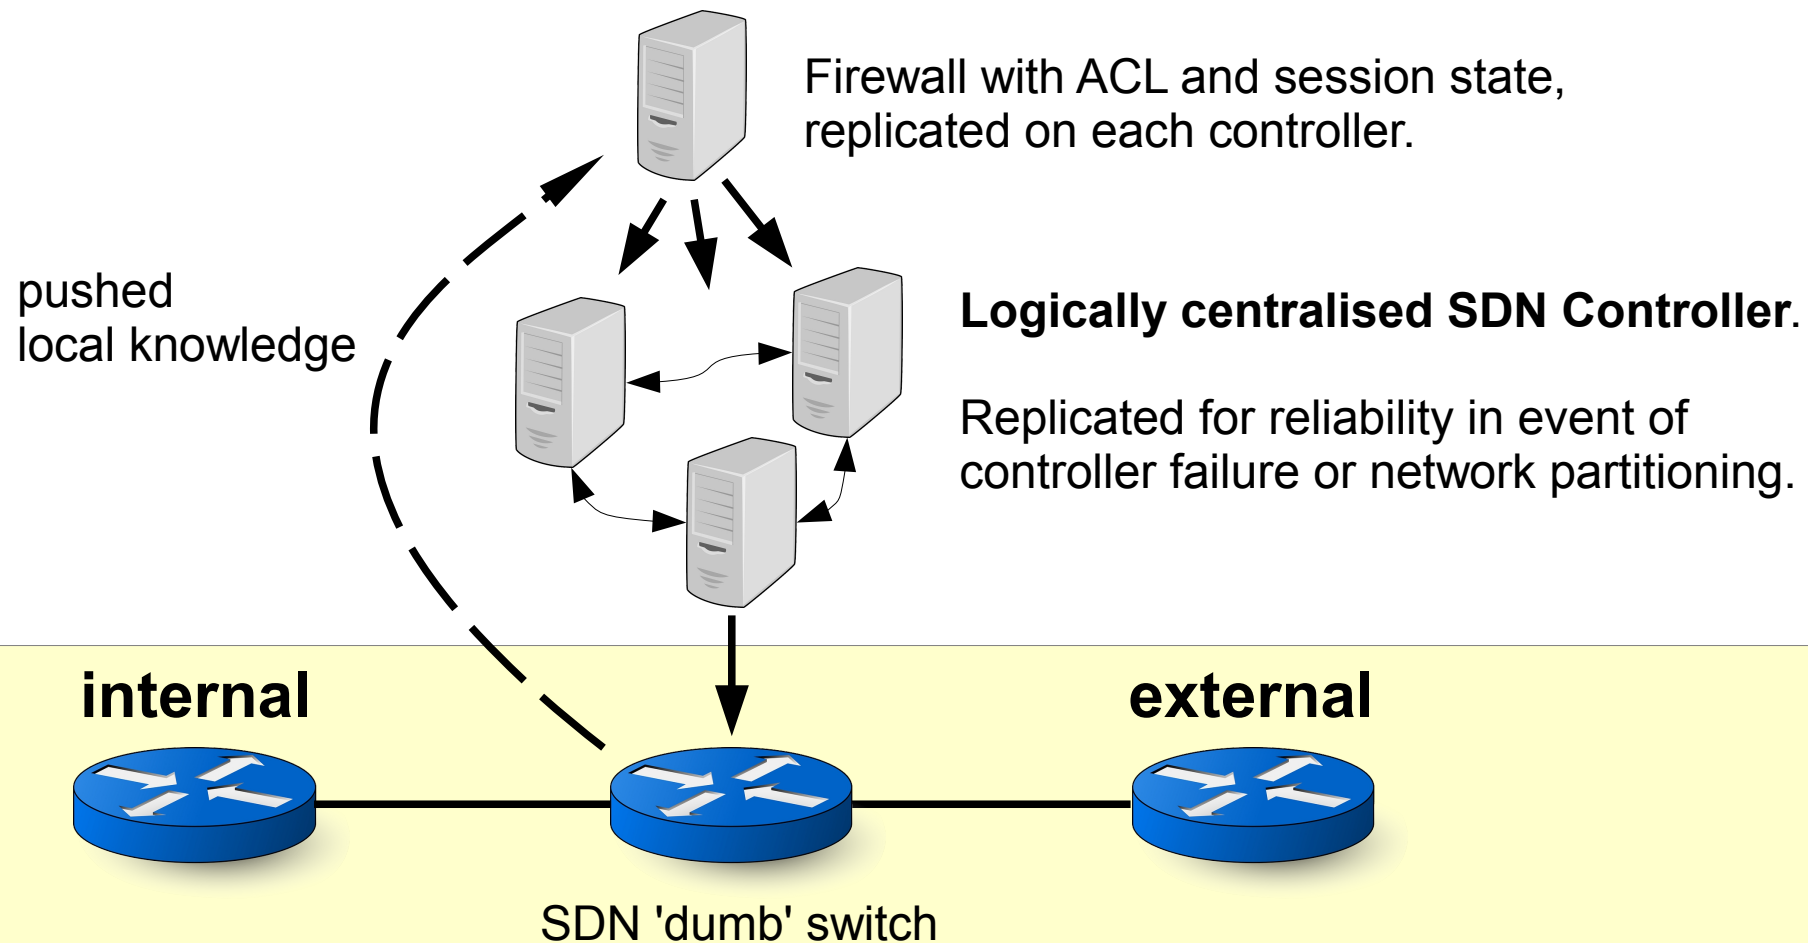 Firewall with ACL and session state,
replicated on each controller.
pushed
local knowledge
Logically centralised SDN Controller.
Replicated for reliability in event of
controller failure or network partitioning.
internal
external
SDN 'dumb' switch